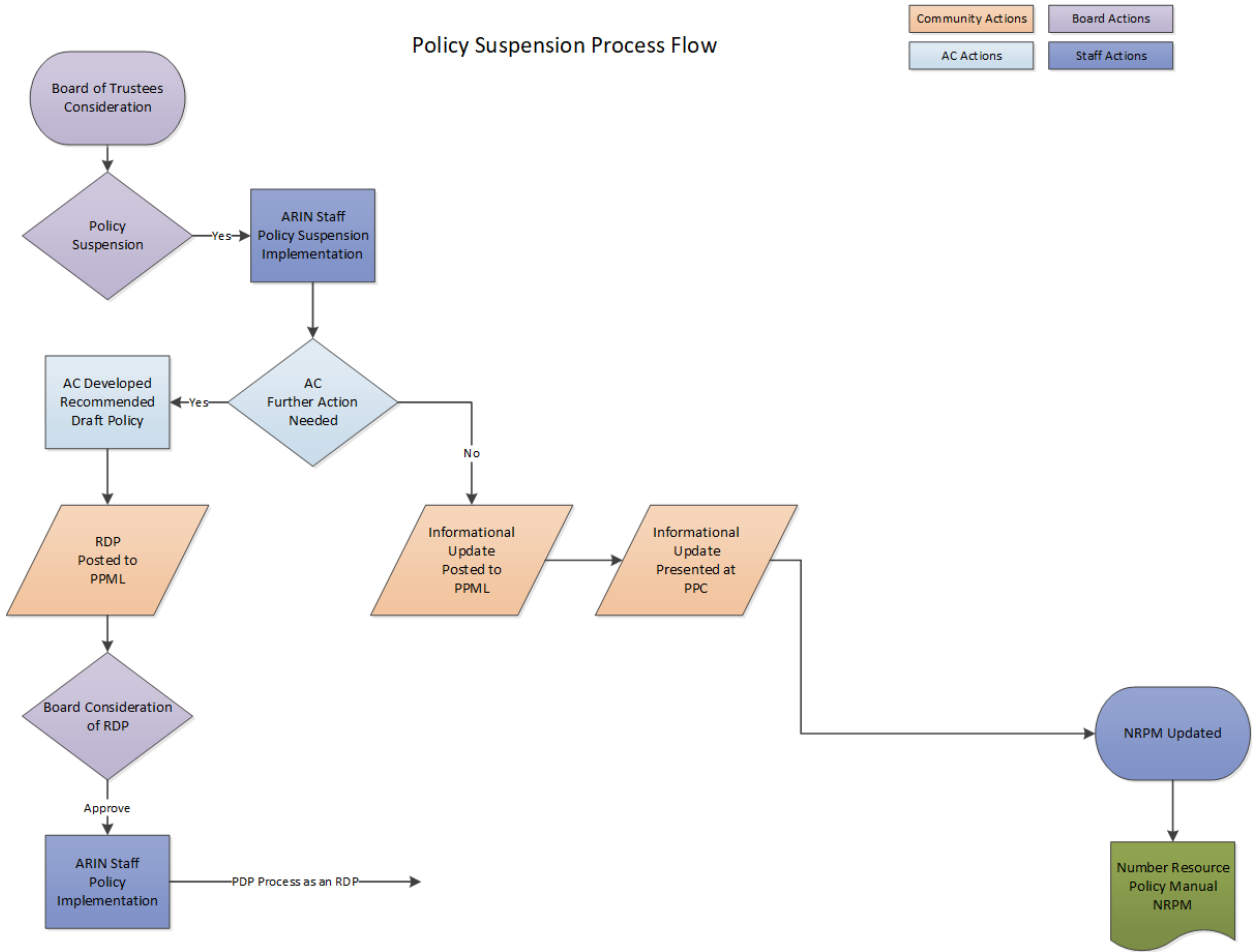 Policy Suspension Process Flow
Community Actions
Board Actions
AC Actions
Staff Actions
Board of Trustees
Consideration
Policy
Suspension
Yes
ARIN Staff
Policy Suspension
Implementation
AC
Further Action
Needed
Yes
AC Developed
Recommended
Draft Policy
No
RDP
Posted to
PPML
Informational
Update
Posted to
PPML
Informational
Update
Presented at
PPC
Board Consideration
of RDP
Approve
ARIN Staff
Policy
Implementation
PDP Process as an RDP
NRPM Updated
Number Resource
Policy Manual
NRPM